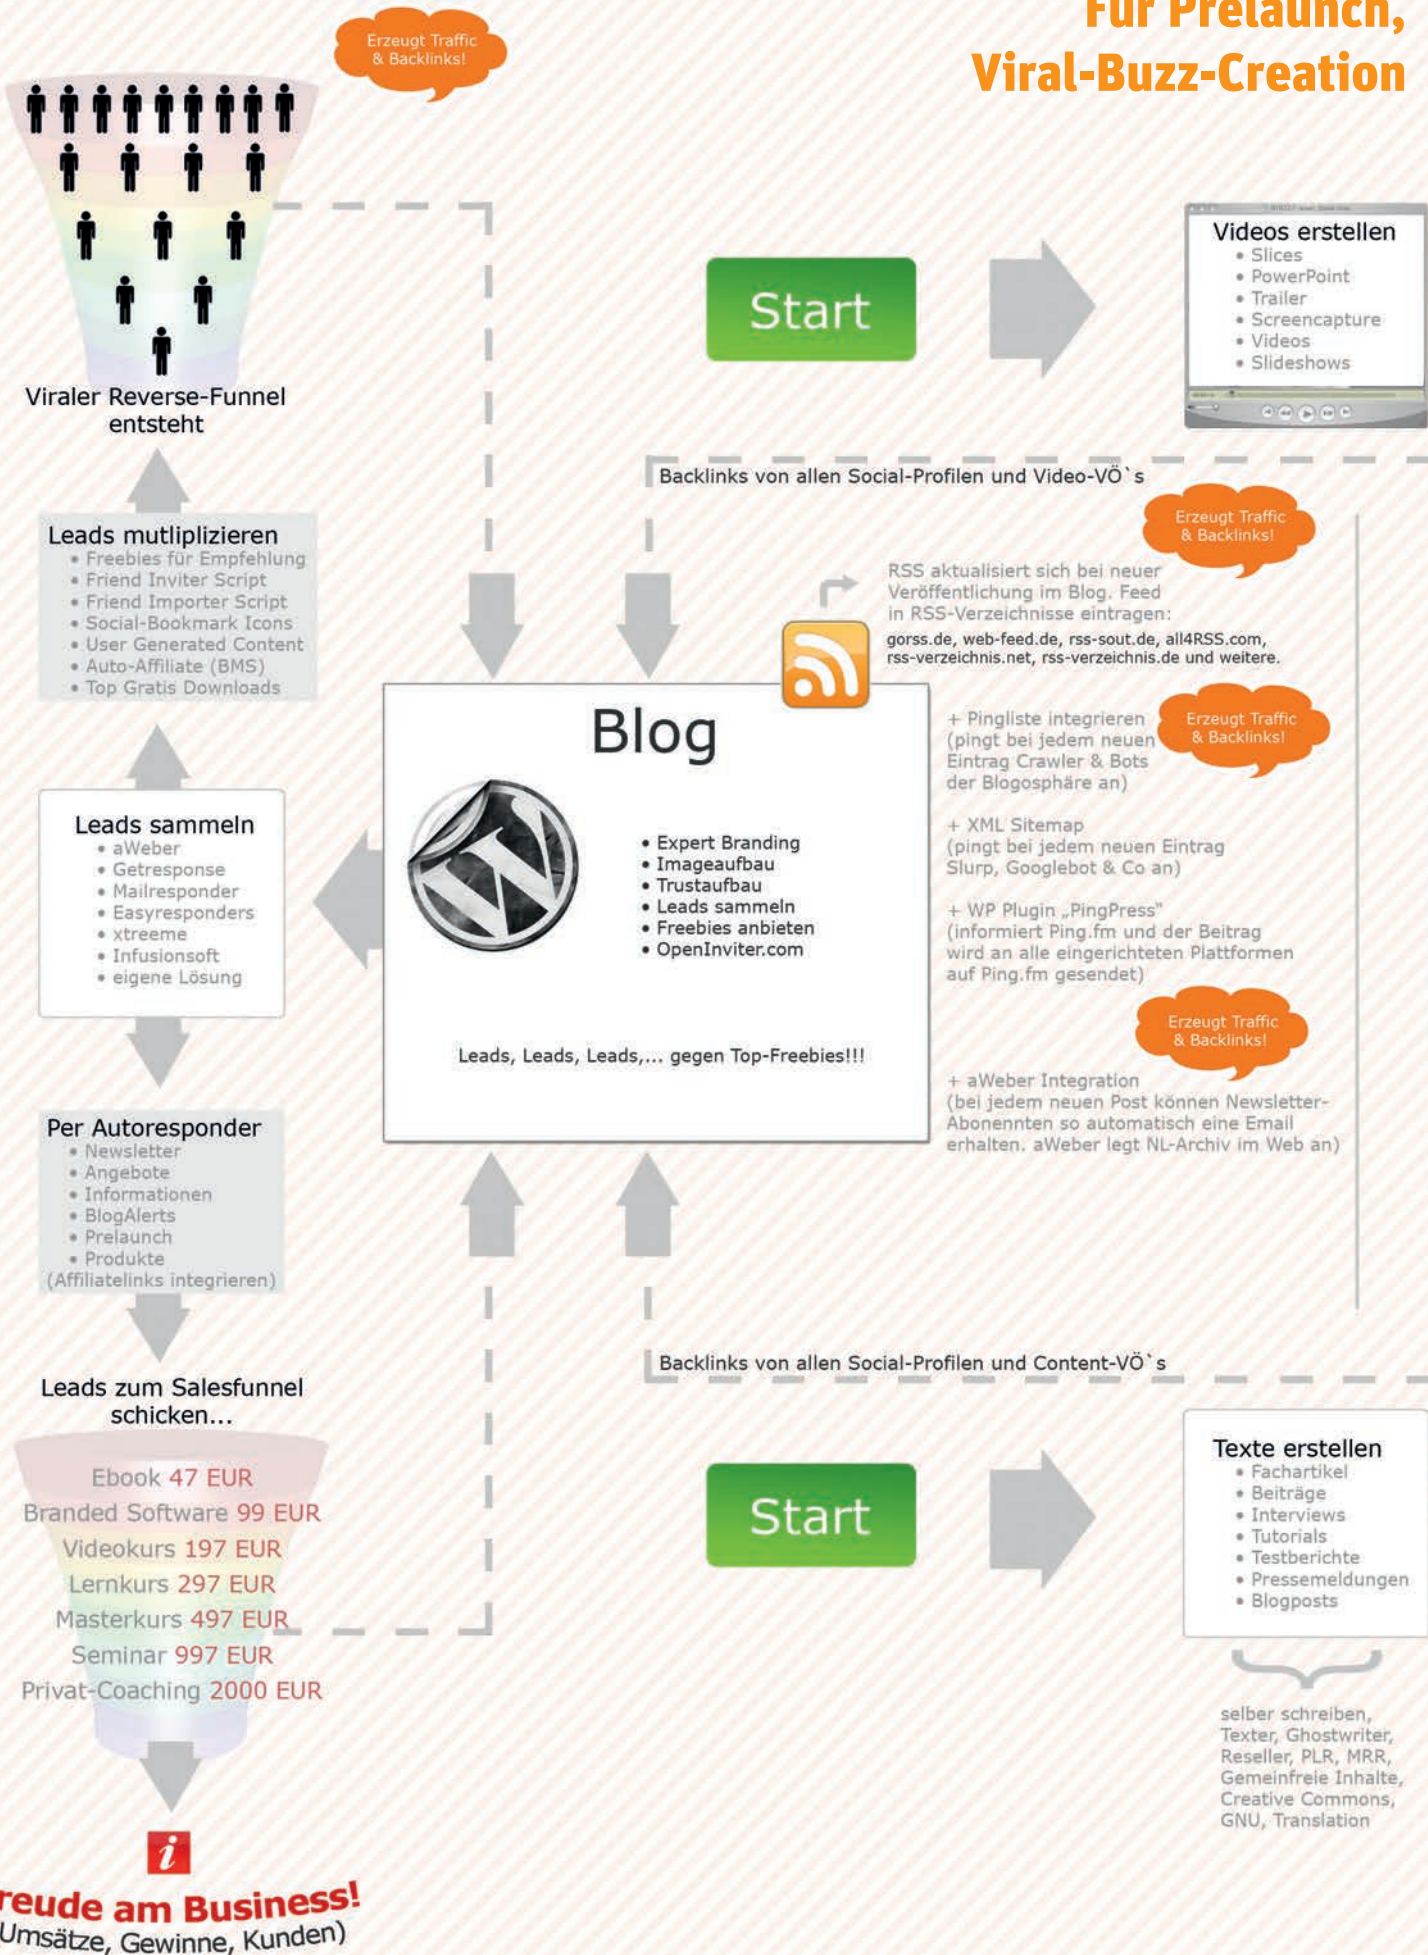 Für Prelaunch,
Viral-Buzz-Creation
Erzeugt Traffic
& Backlinks!
Viraler Reverse-Funnel
entsteht
Leads mutliplizieren
• Freebies für Empfehlung
• Friend Inviter Script
• Friend Importer Script
• Social-Bookmark Icons
• User Generated Content
• Auto-Affiliate (BMS)
• Top Gratis Downloads
Leads sammeln
• aWeber
• Getresponse
• Mailresponder
• Easyresponders
• xtreeme
• Infusionsoft
• eigene Lösung
Per Autoresponder
• Newsletter
• Angebote
• Informationen
• BlogAlerts
• Prelaunch
• Produkte
(Affiliatelinks integrieren)
Leads zum Salesfunnel
schicken...
Ebook 47 EUR
Branded Software 99 EUR
Videokurs 197 EUR
Lernkurs 297 EUR
Masterkurs 497 EUR
Seminar 997 EUR
Privat-Coaching 2000 EUR
i
reude am Business!
Umsätze, Gewinne, Kunden)
Start
Videos erstellen
• Slices
• PowerPoint
• Trailer
• Screencapture
• Videos
• Slideshows
Backlinks von allen Social-Profilen und Video-VÖ`s
Erzeugt Traffic
& Backlinks!
RSS aktualisiert sich bei neuer
Veröffentlichung im Blog. Feed
in RSS-Verzeichnisse eintragen:
gorss.de, web-feed.de, rss-sout.de, all4RSS.com,
rss-verzeichnis.net, rss-verzeichnis.de und weitere.
Blog
• Expert Branding
• Imageaufbau
• Trustaufbau
• Leads sammeln
• Freebies anbieten
• OpenInviter.com
Leads, Leads, Leads,... gegen Top-Freebies!!!
+ Pingliste integrieren
(pingt bei jedem neuen
Eintrag Crawler & Bots
der Blogosphäre an)
Erzeugt Traffic
& Backlinks!
+ XML Sitemap
(pingt bei jedem neuen Eintrag
Slurp, Googlebot & Co an)
+ WP Plugin „PingPress"
(informiert Ping.fm und der Beitrag
wird an alle eingerichteten Plattformen
auf Ping.fm gesendet)
Erzeugt Traffic
& Backlinks!
+ aWeber Integration
(bei jedem neuen Post können Newsletter-
Abonennten so automatisch eine Email
erhalten. aWeber legt NL-Archiv im Web an)
Backlinks von allen Social-Profilen und Content-VÖ`s
Start
Texte erstellen
• Fachartikel
• Beiträge
• Interviews
• Tutorials
• Testberichte
• Pressemeldungen
• Blogposts
selber schreiben,
Texter, Ghostwriter,
Reseller, PLR, MRR,
Gemeinfreie Inhalte,
Creative Commons,
GNU, Translation